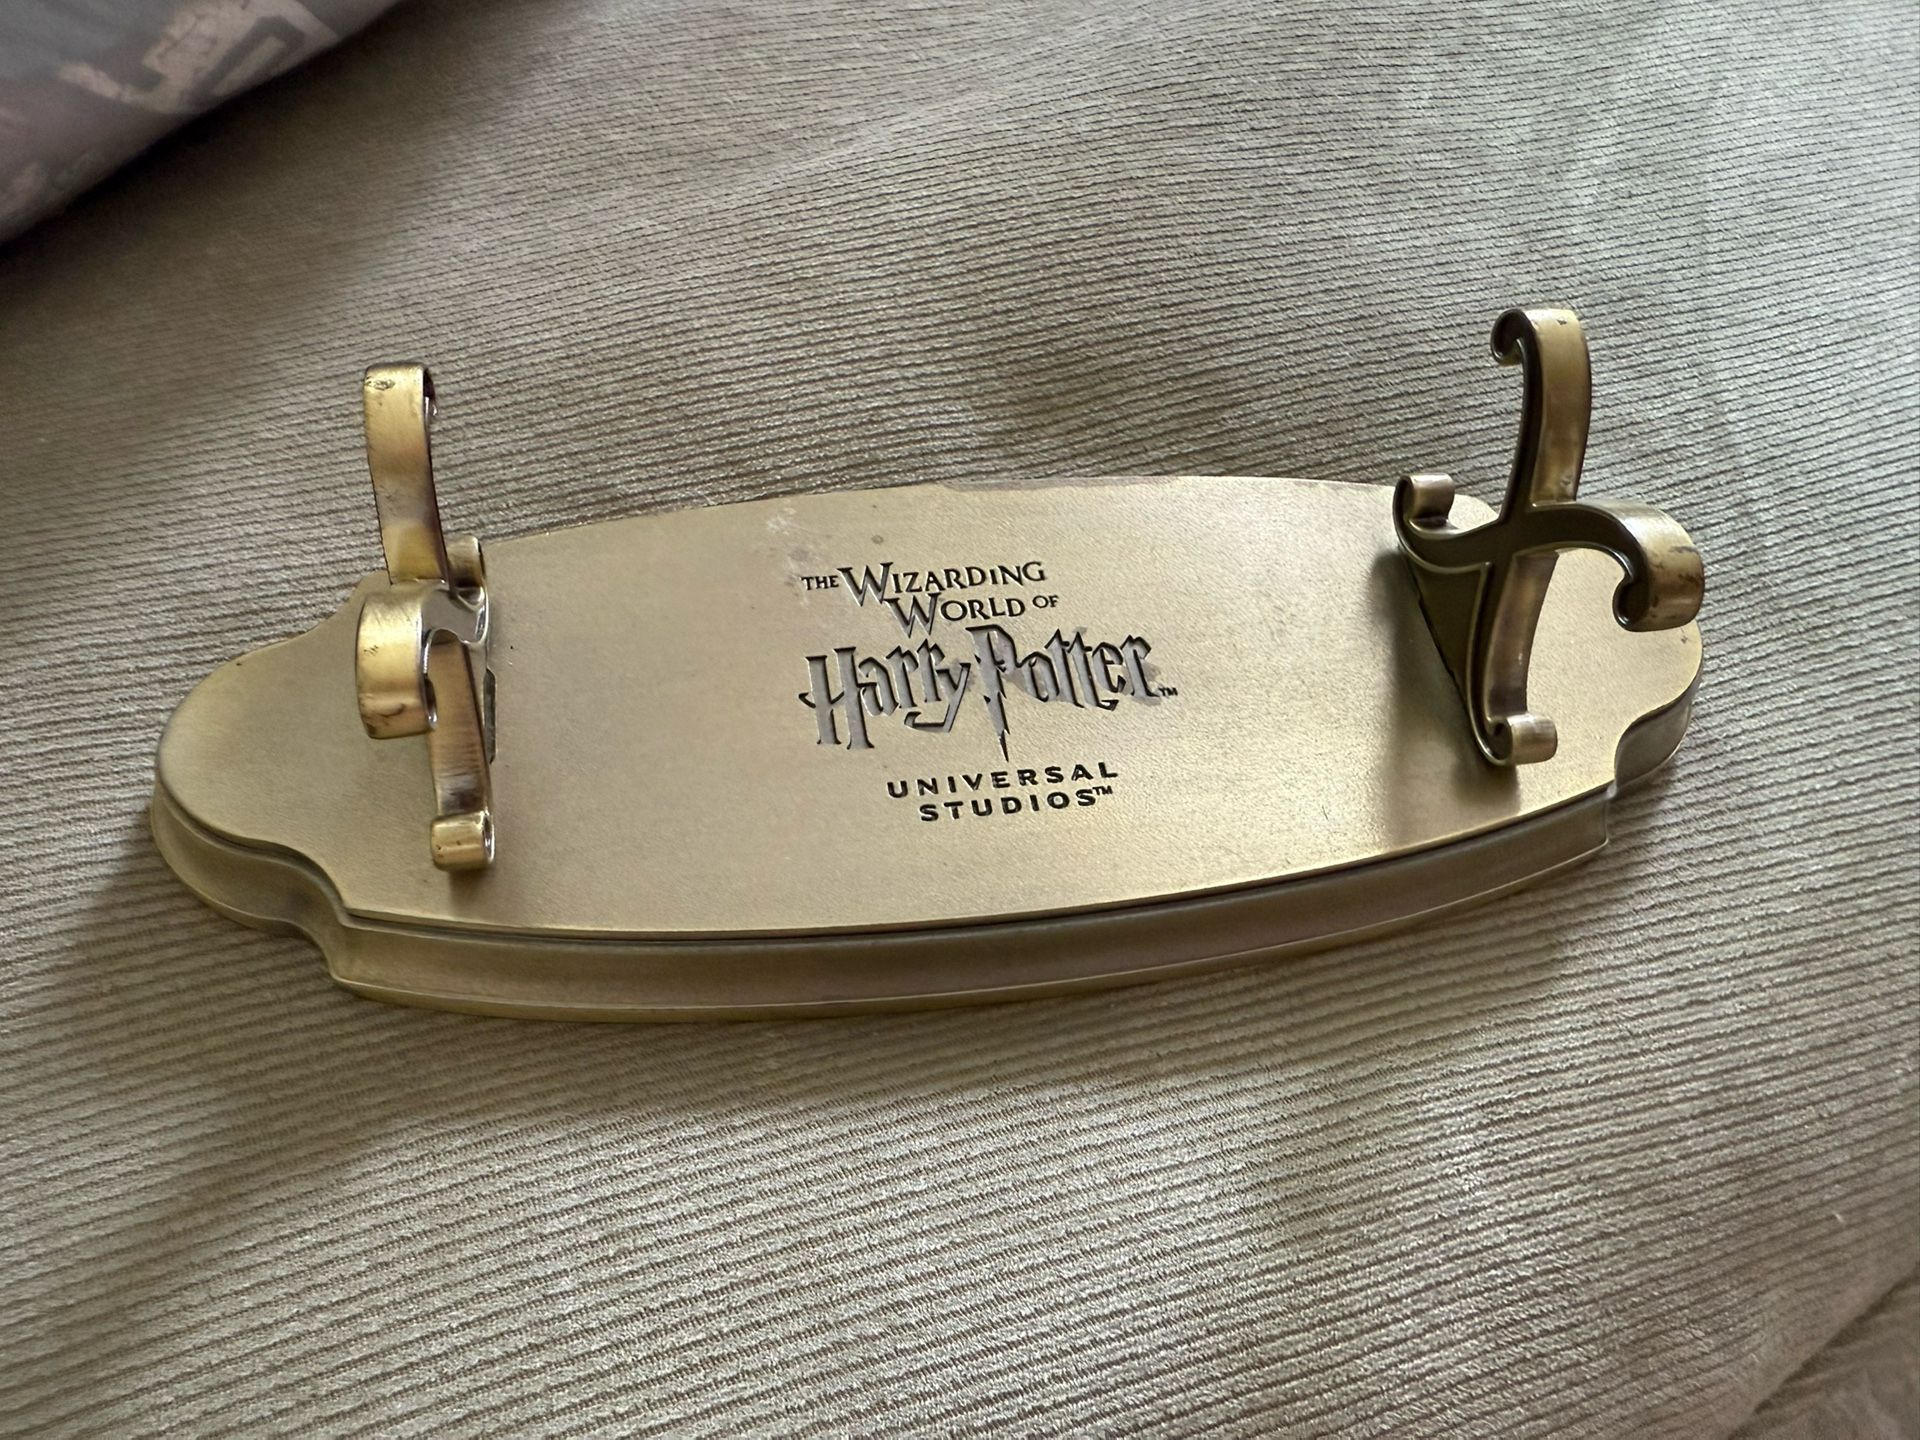 THE WIZARDING
WORLD OF
Harry Potter™
UNIVERSAL
STUDIOS™